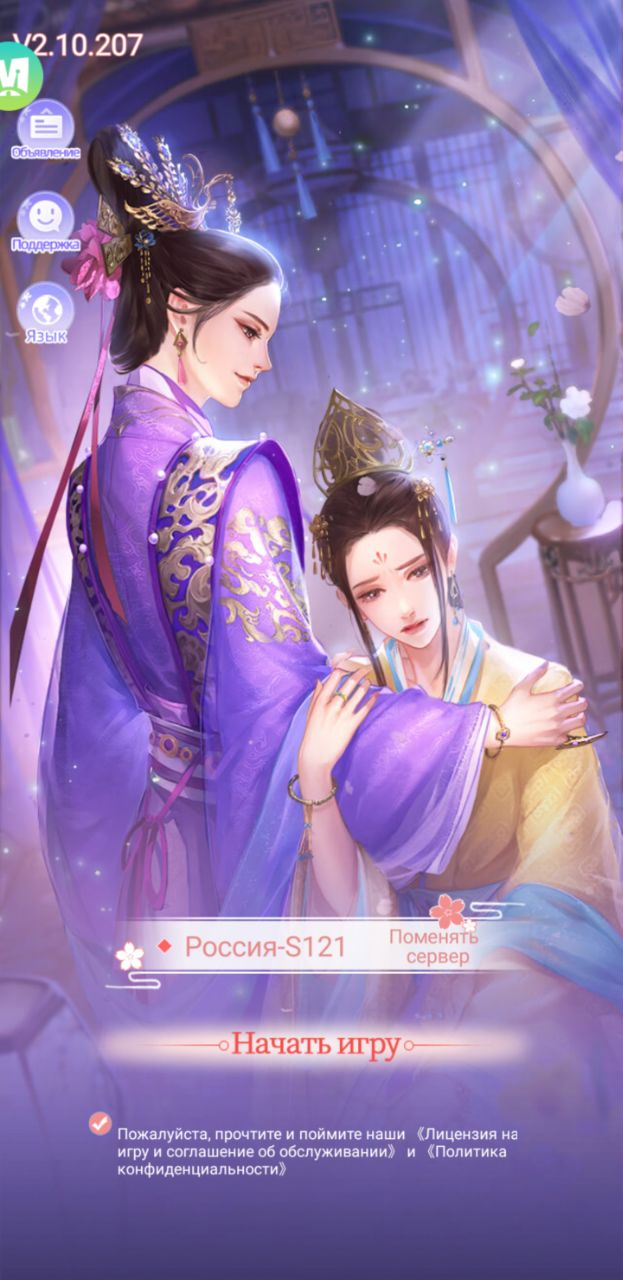 V2.10.207
Объявление
Поддержка
Язык
Россия-S121
Поменять
сервер
Начать игру
Пожалуйста, прочтите и поймите наши 《Лицензия на
игру и соглашение об обслуживании》 и 《Политика
конфиденциальности》